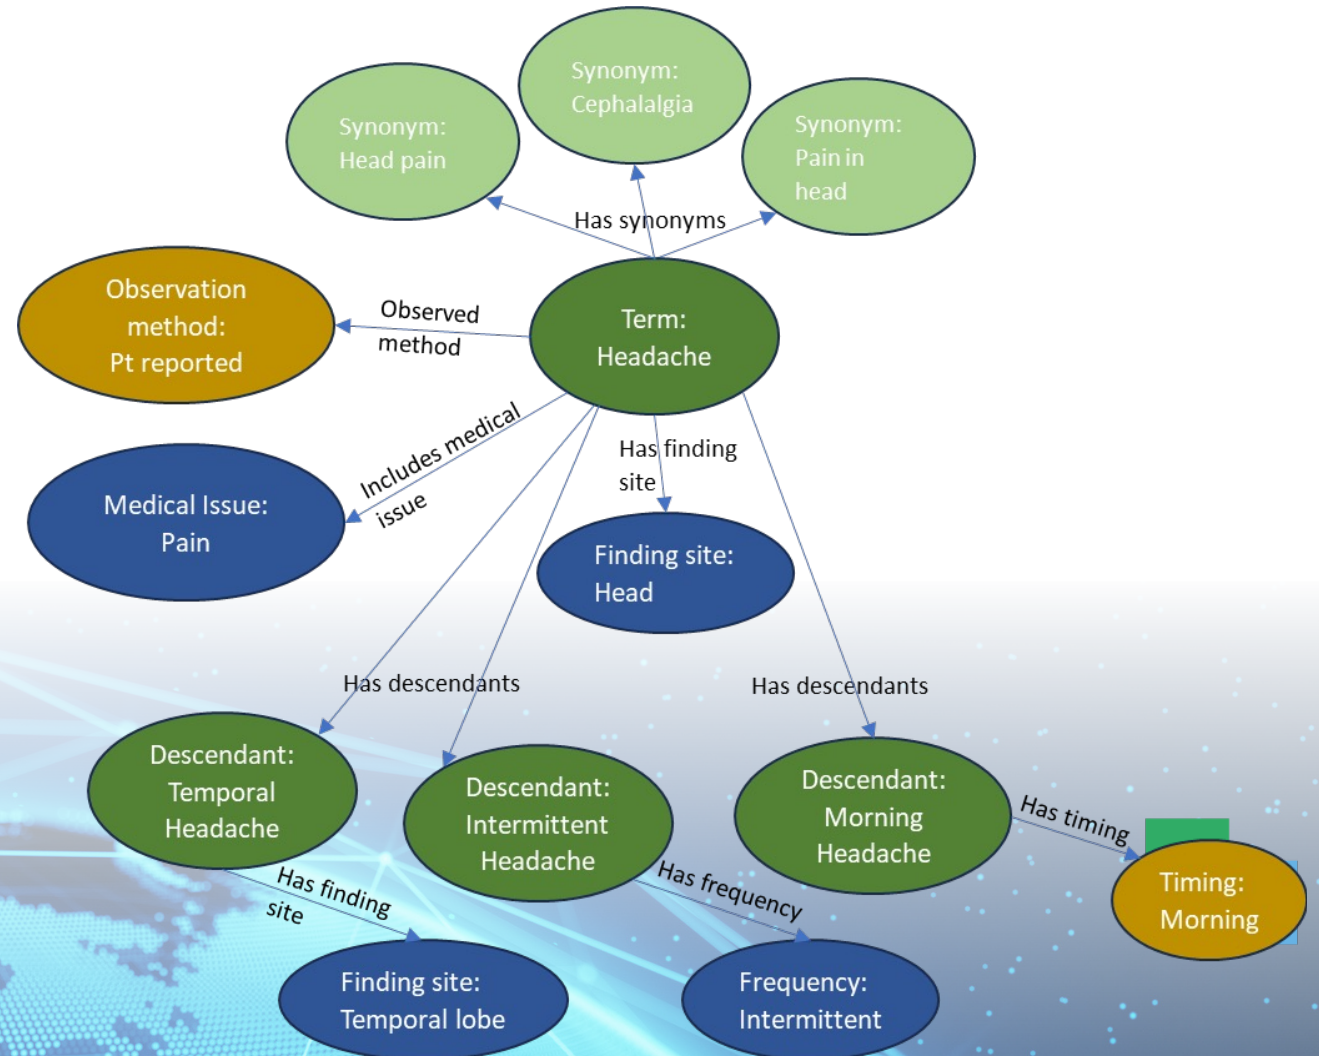 Synonym:
Cephalalgia
Synonym:
Head pain
Synonym:
Pain in
head
Has synonyms
Observation
method:
Pt reported
Observed
method
Term:
Headache
Includes medical
issue
Has finding
site
Medical Issue:
Pain
Finding site:
Head
Has descendants
Has descendants
Descendant:
Temporal
Headache
Descendant:
Intermittent
Headache
Descendant:
Morning
Headache
Has timing
Timing:
Morning
Has finding
site
Has frequency
Finding site:
Temporal lobe
Frequency:
Intermittent